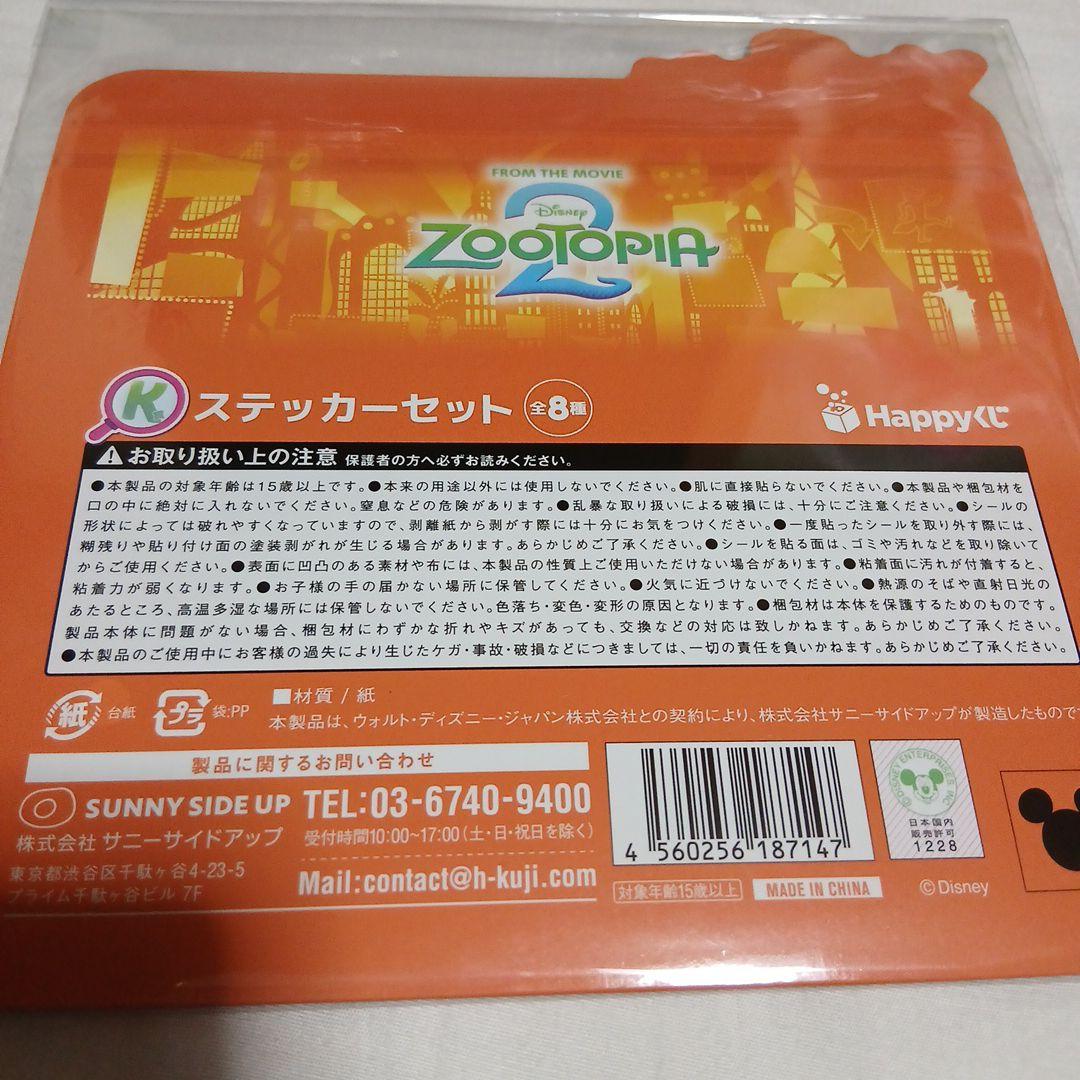 FROM THE MOVIE
Disney
ZOOTOPIA
2
K
ステッカーセット 全8種
Happyくじ
お取り扱い上の注意 保護者の方へ必ずお読みください。
●本製品の対象年齢は15歳以上です。●本来の用途以外には使用しないでください。●肌に直接貼らないでください。●本製品や梱包材を
口の中に絶対に入れないでください。窒息などの危険があります。●乱暴な取り扱いによる破損には、十分にご注意ください。●シールの
形状によっては破れやすくなっていますので、剥離紙から剥がす際には十分にお気をつけください。●一度貼ったシールを取り外す際には、
糊残りや貼り付け面の塗装剥がれが生じる場合があります。あらかじめご了承ください。●シールを貼る面は、ゴミや汚れなどを取り除いて
からご使用ください。●表面に凹凸のある素材や布には、本製品の性質上ご使用いただけない場合があります。●粘着面に汚れが付着すると、
粘着力が弱くなります。●お子様の手の届かない場所に保管してください。●火気に近づけないでください。●熱源のそばや直射日光の
あたるところ、高温多湿な場所には保管しないでください。色落ち・変色・変形の原因となります。●梱包材は本体を保護するためのものです。
製品本体に問題がない場合、梱包材にわずかな折れやキズがあっても、交換などの対応は致しかねます。あらかじめご了承ください。
●本製品のご使用中にお客様の過失により生じたケガ・事故・破損などにつきましては、一切の責任を負いかねます。あらかじめご了承ください。
紙 台紙 プラ 袋:PP ■材質 / 紙
本製品は、ウォルト・ディズニー・ジャパン株式会社との契約により、株式会社サニーサイドアップが製造したもので
製品に関するお問い合わせ
SUNNY SIDE UP
株式会社 サニーサイドアップ
東京都渋谷区千駄ヶ谷4-23-5
プライム千駄ヶ谷ビル 7F
TEL:03-6740-9400
受付時間10:00~17:00(土・日・祝日を除く)
Mail:contact@h-kuji.com
4 560256 187147
対象年齢15歳以上
MADE IN CHINA
©DISNEY ENTERPRISES INC
日本国内
販売許可
1228
©Disney